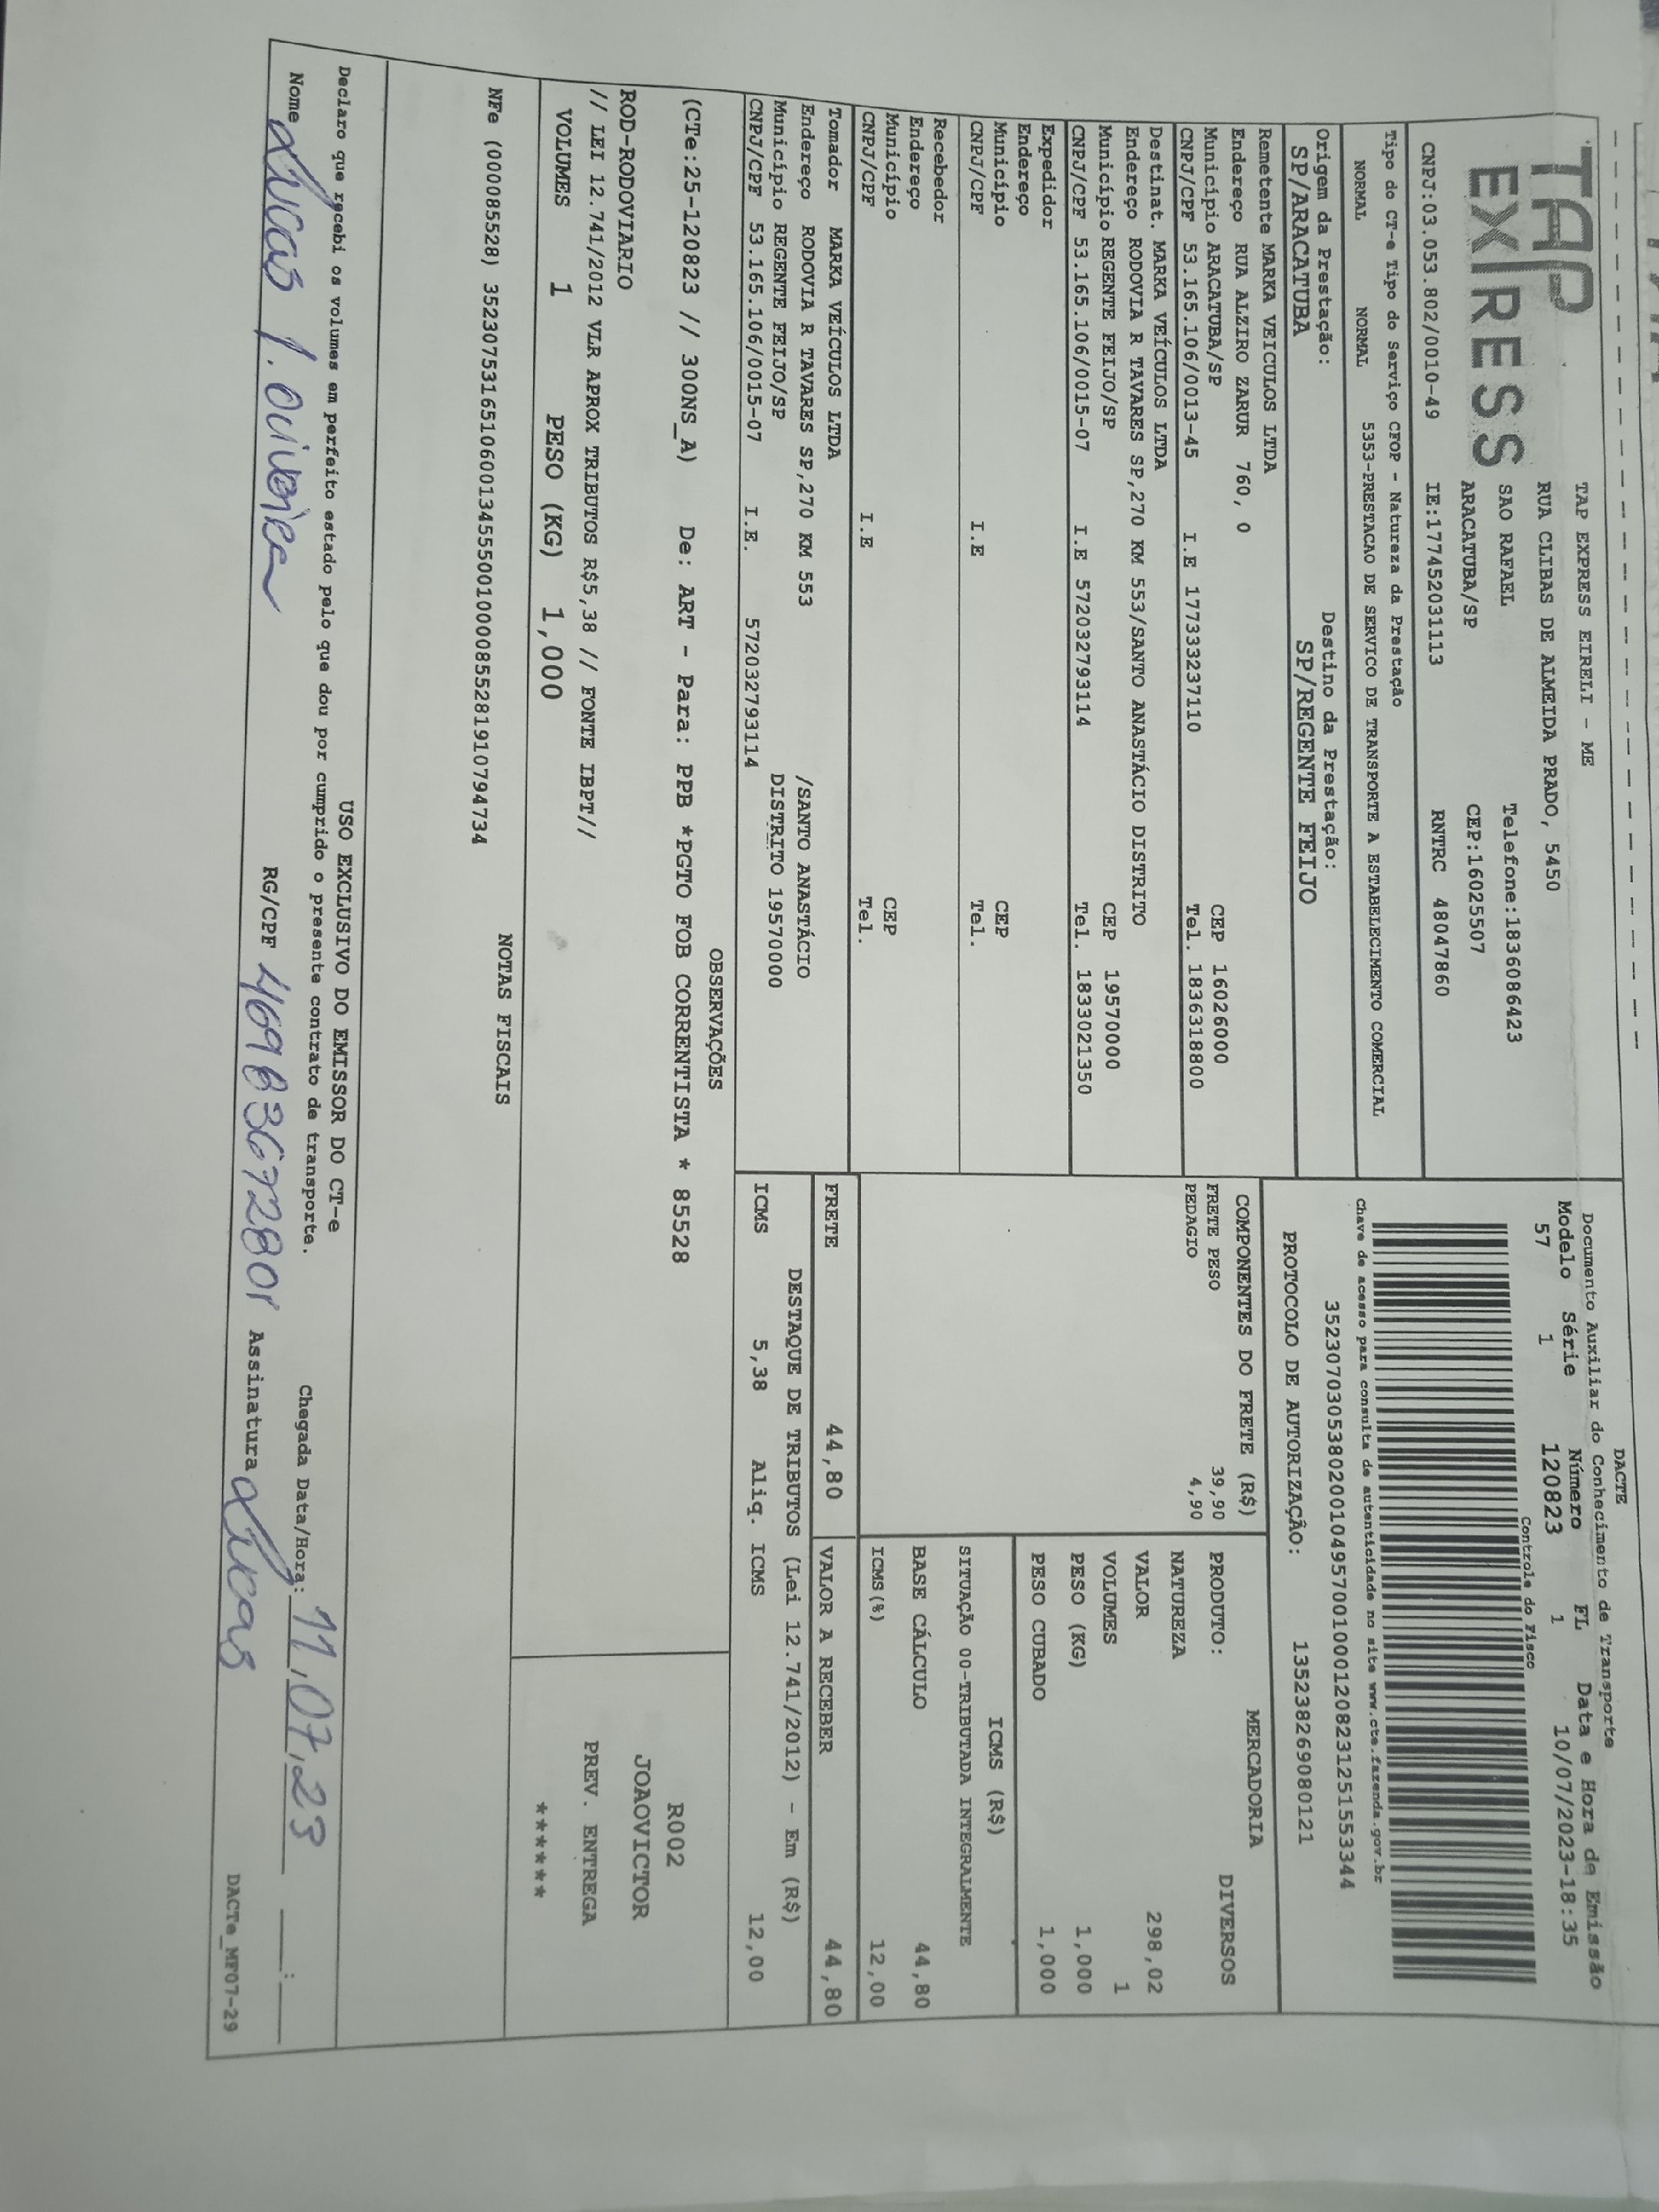 TAP
EXPRESS
TAP EXPRESS EIRELI - ME
RUA CLIBAS DE ALMEIDA PRADO, 5450
SAO RAFAEL Telefone:1836086423
ARACATUBA/SP CEP:16025507
CNPJ:03.053.802/0010-49 IE:177452031113 RNTRC 48047860
DACTE
Documento Auxiliar do Conhecimento de Transporte
Modelo Série Número FL Data e Hora de Emissão
57 1 120823 1 10/07/2023-18:35
Controle do Fisco
Chave de acesso para consulta de autenticidade no site www.cte.fazenda.gov.br
35230703053802001049570010001208231251553344
PROTOCOLO DE AUTORIZAÇÃO: 135238269080121
Tipo do CT-e Tipo do Serviço CFOP - Natureza da Prestação
NORMAL NORMAL 5353-PRESTACAO DE SERVICO DE TRANSPORTE A ESTABELECIMENTO COMERCIAL
Origem da Prestação: Destino da Prestação:
SP/ARACATUBA SP/REGENTE FEIJO
Remetente MARKA VEICULOS LTDA
Endereço RUA ALZIRO ZARUR 760, 0
Município ARACATUBA/SP CEP 16026000
CNPJ/CPF 53.165.106/0013-45 I.E 177333237110 Tel. 1836318800
Destinat. MARKA VEÍCULOS LTDA
Endereço RODOVIA R TAVARES SP,270 KM 553/SANTO ANASTÁCIO DISTRITO
Município REGENTE FEIJO/SP CEP 19570000
CNPJ/CPF 53.165.106/0015-07 I.E 572032793114 Tel. 1833021350
Expedidor
Endereço
Município CEP
CNPJ/CPF I.E Tel.
Recebedor
Endereço
Município CEP
CNPJ/CPF I.E Tel.
Tomador MARKA VEÍCULOS LTDA
Endereço RODOVIA R TAVARES SP,270 KM 553 /SANTO ANASTÁCIO
Município REGENTE FEIJO/SP DISTRITO 19570000
CNPJ/CPF 53.165.106/0015-07 I.E. 572032793114
COMPONENTES DO FRETE (R$)
FRETE PESO 39,90
PEDAGIO 4,90
MERCADORIA
PRODUTO: DIVERSOS
NATUREZA
VALOR 298,02
VOLUMES 1
PESO (KG) 1,000
PESO CUBADO 1,000
ICMS (R$)
SITUAÇÃO 00-TRIBUTADA INTEGRALMENTE
BASE CÁLCULO 44,80
ICMS(%) 12,00
FRETE 44,80 VALOR A RECEBER 44,80
DESTAQUE DE TRIBUTOS (Lei 12.741/2012) - Em (R$)
ICMS 5,38 Aliq. ICMS 12,00
OBSERVAÇÕES
(CTe:25-120823 // 300NS_A) De: ART - Para: PPB *PGTO FOB CORRENTISTA * 85528
ROD-RODOVIARIO
// LEI 12.741/2012 VLR APROX TRIBUTOS R$5,38 // FONTE IBPT//
VOLUMES 1 PESO (KG) 1,000
R002
JOAOVICTOR
PREV. ENTREGA
******
NOTAS FISCAIS
NFe (000085528) 35230753165106001345550010000855281910794734
USO EXCLUSIVO DO EMISSOR DO CT-e
Declaro que recebi os volumes em perfeito estado pelo que dou por cumprido o presente contrato de transporte.
Chegada Data/Hora: 11,07,23 __:__
Nome Lucas RG/CPF Assinatura Lucas
DACTe_MF07-29